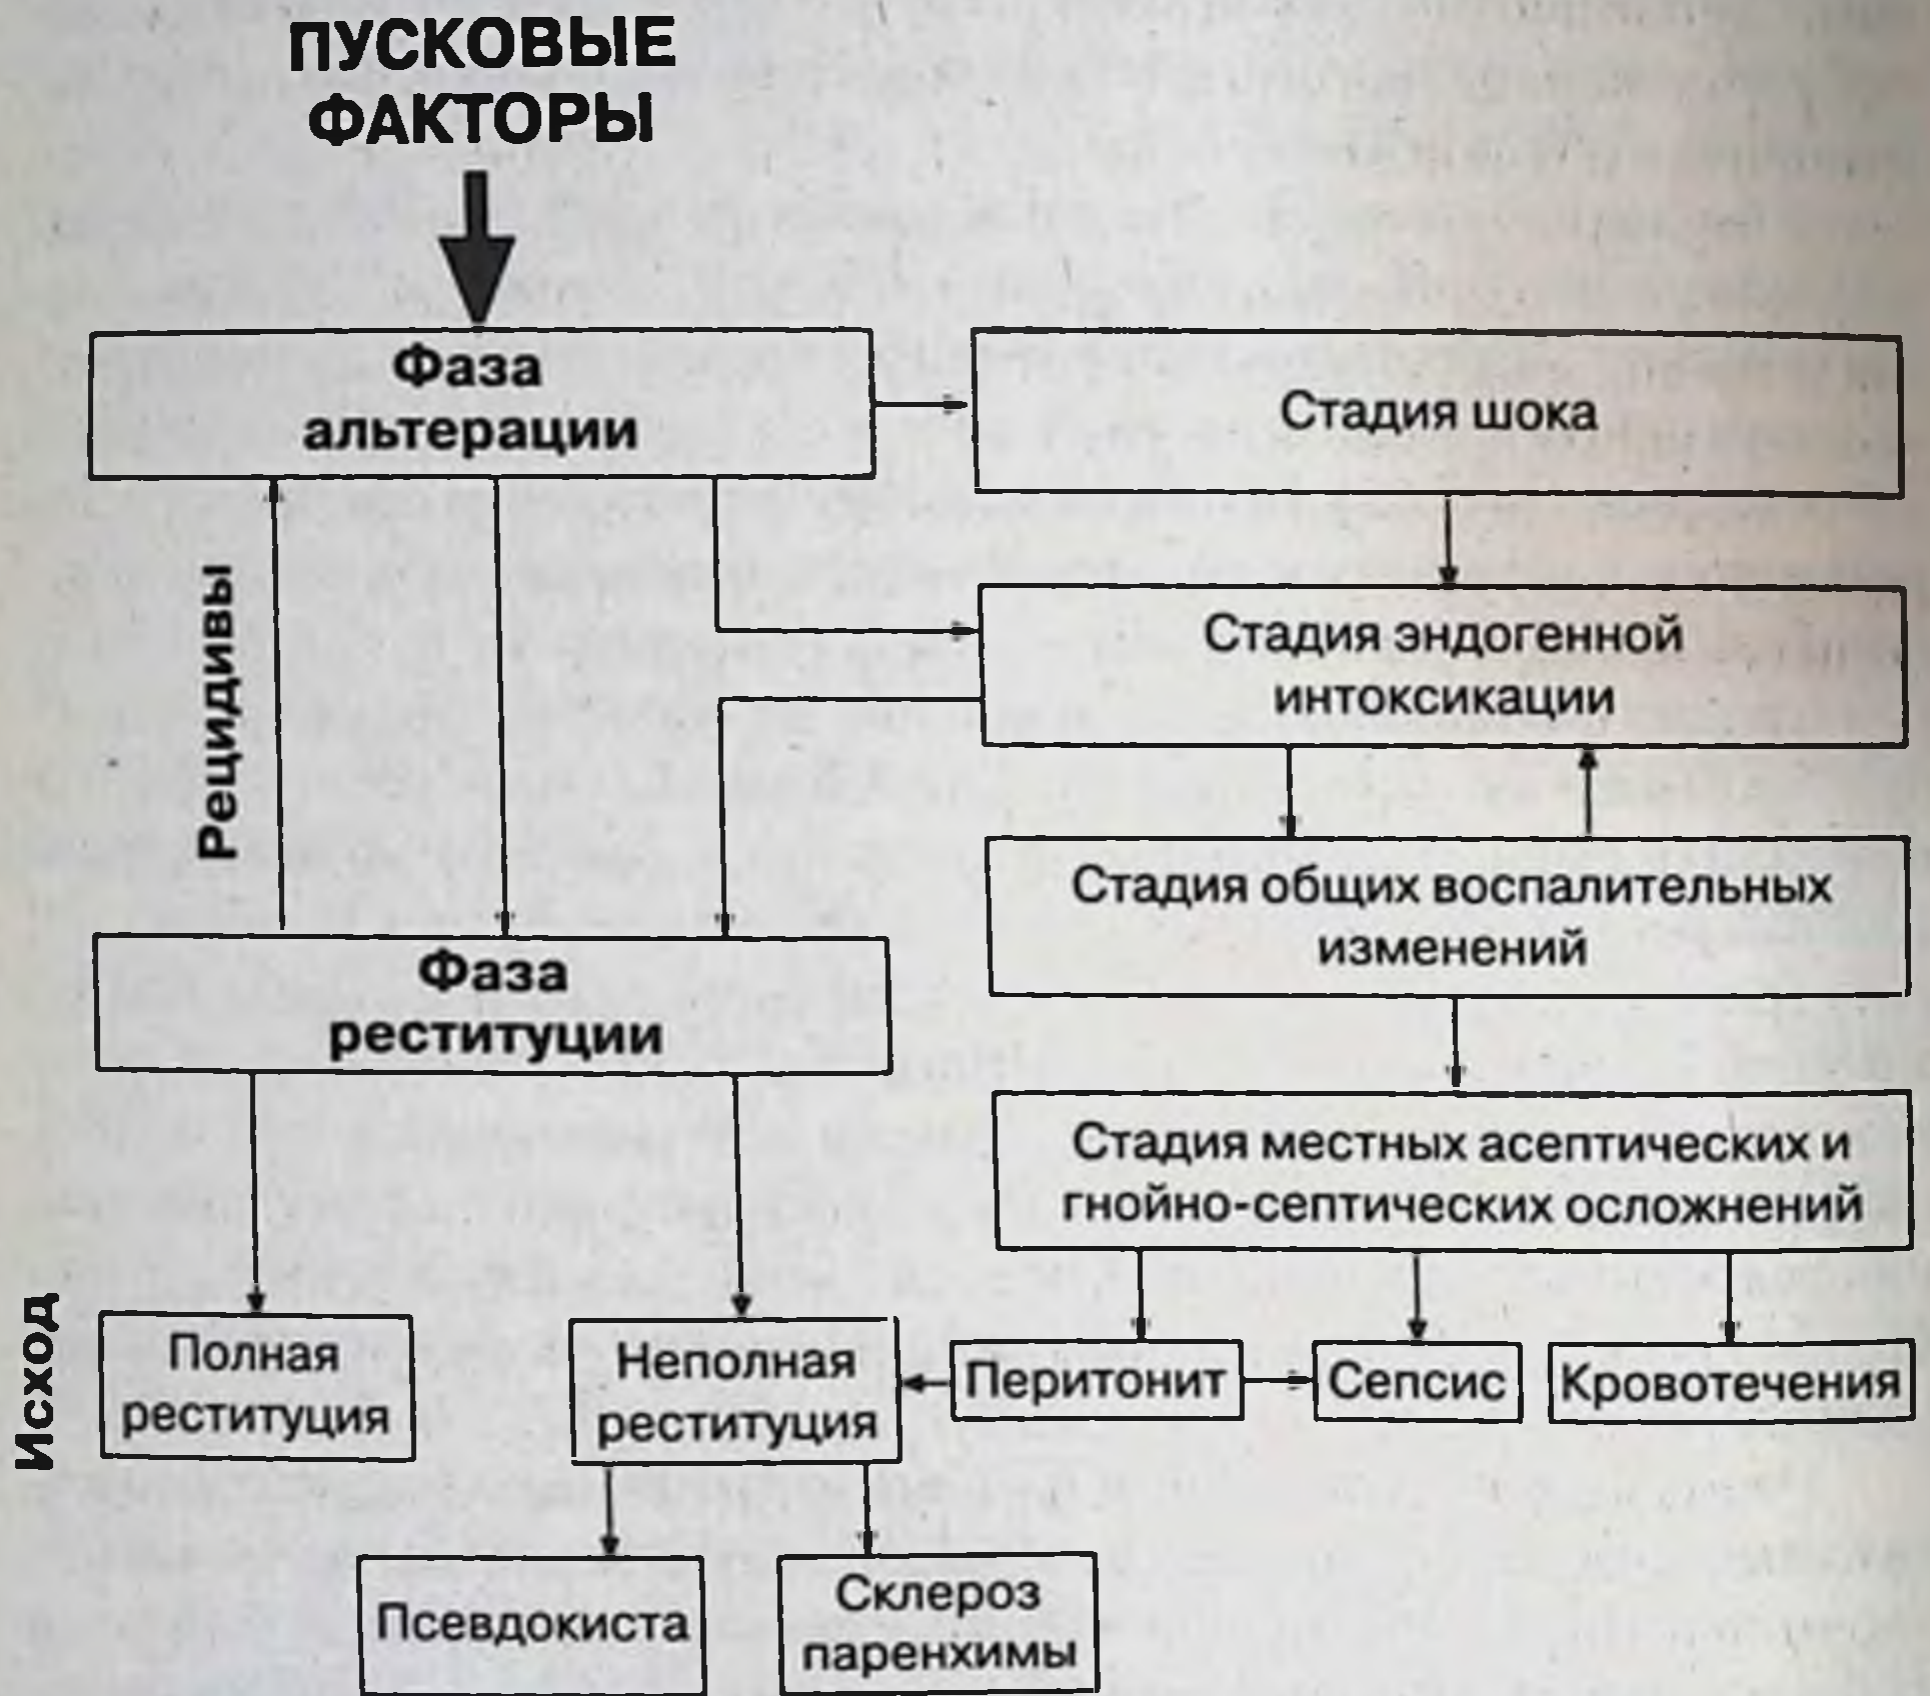 ПУСКОВЫЕ
ФАКТОРЫ
Фаза
альтерации
Стадия шока
Рецидивы
Стадия эндогенной
интоксикации
Стадия общих воспалительных
изменений
Фаза
реституции
Стадия местных асептических и
гнойно-септических осложнений
Исход
Полная
реституция
Неполная
реституция
Перитонит
Сепсис
Кровотечения
Псевдокиста
Склероз
паренхимы